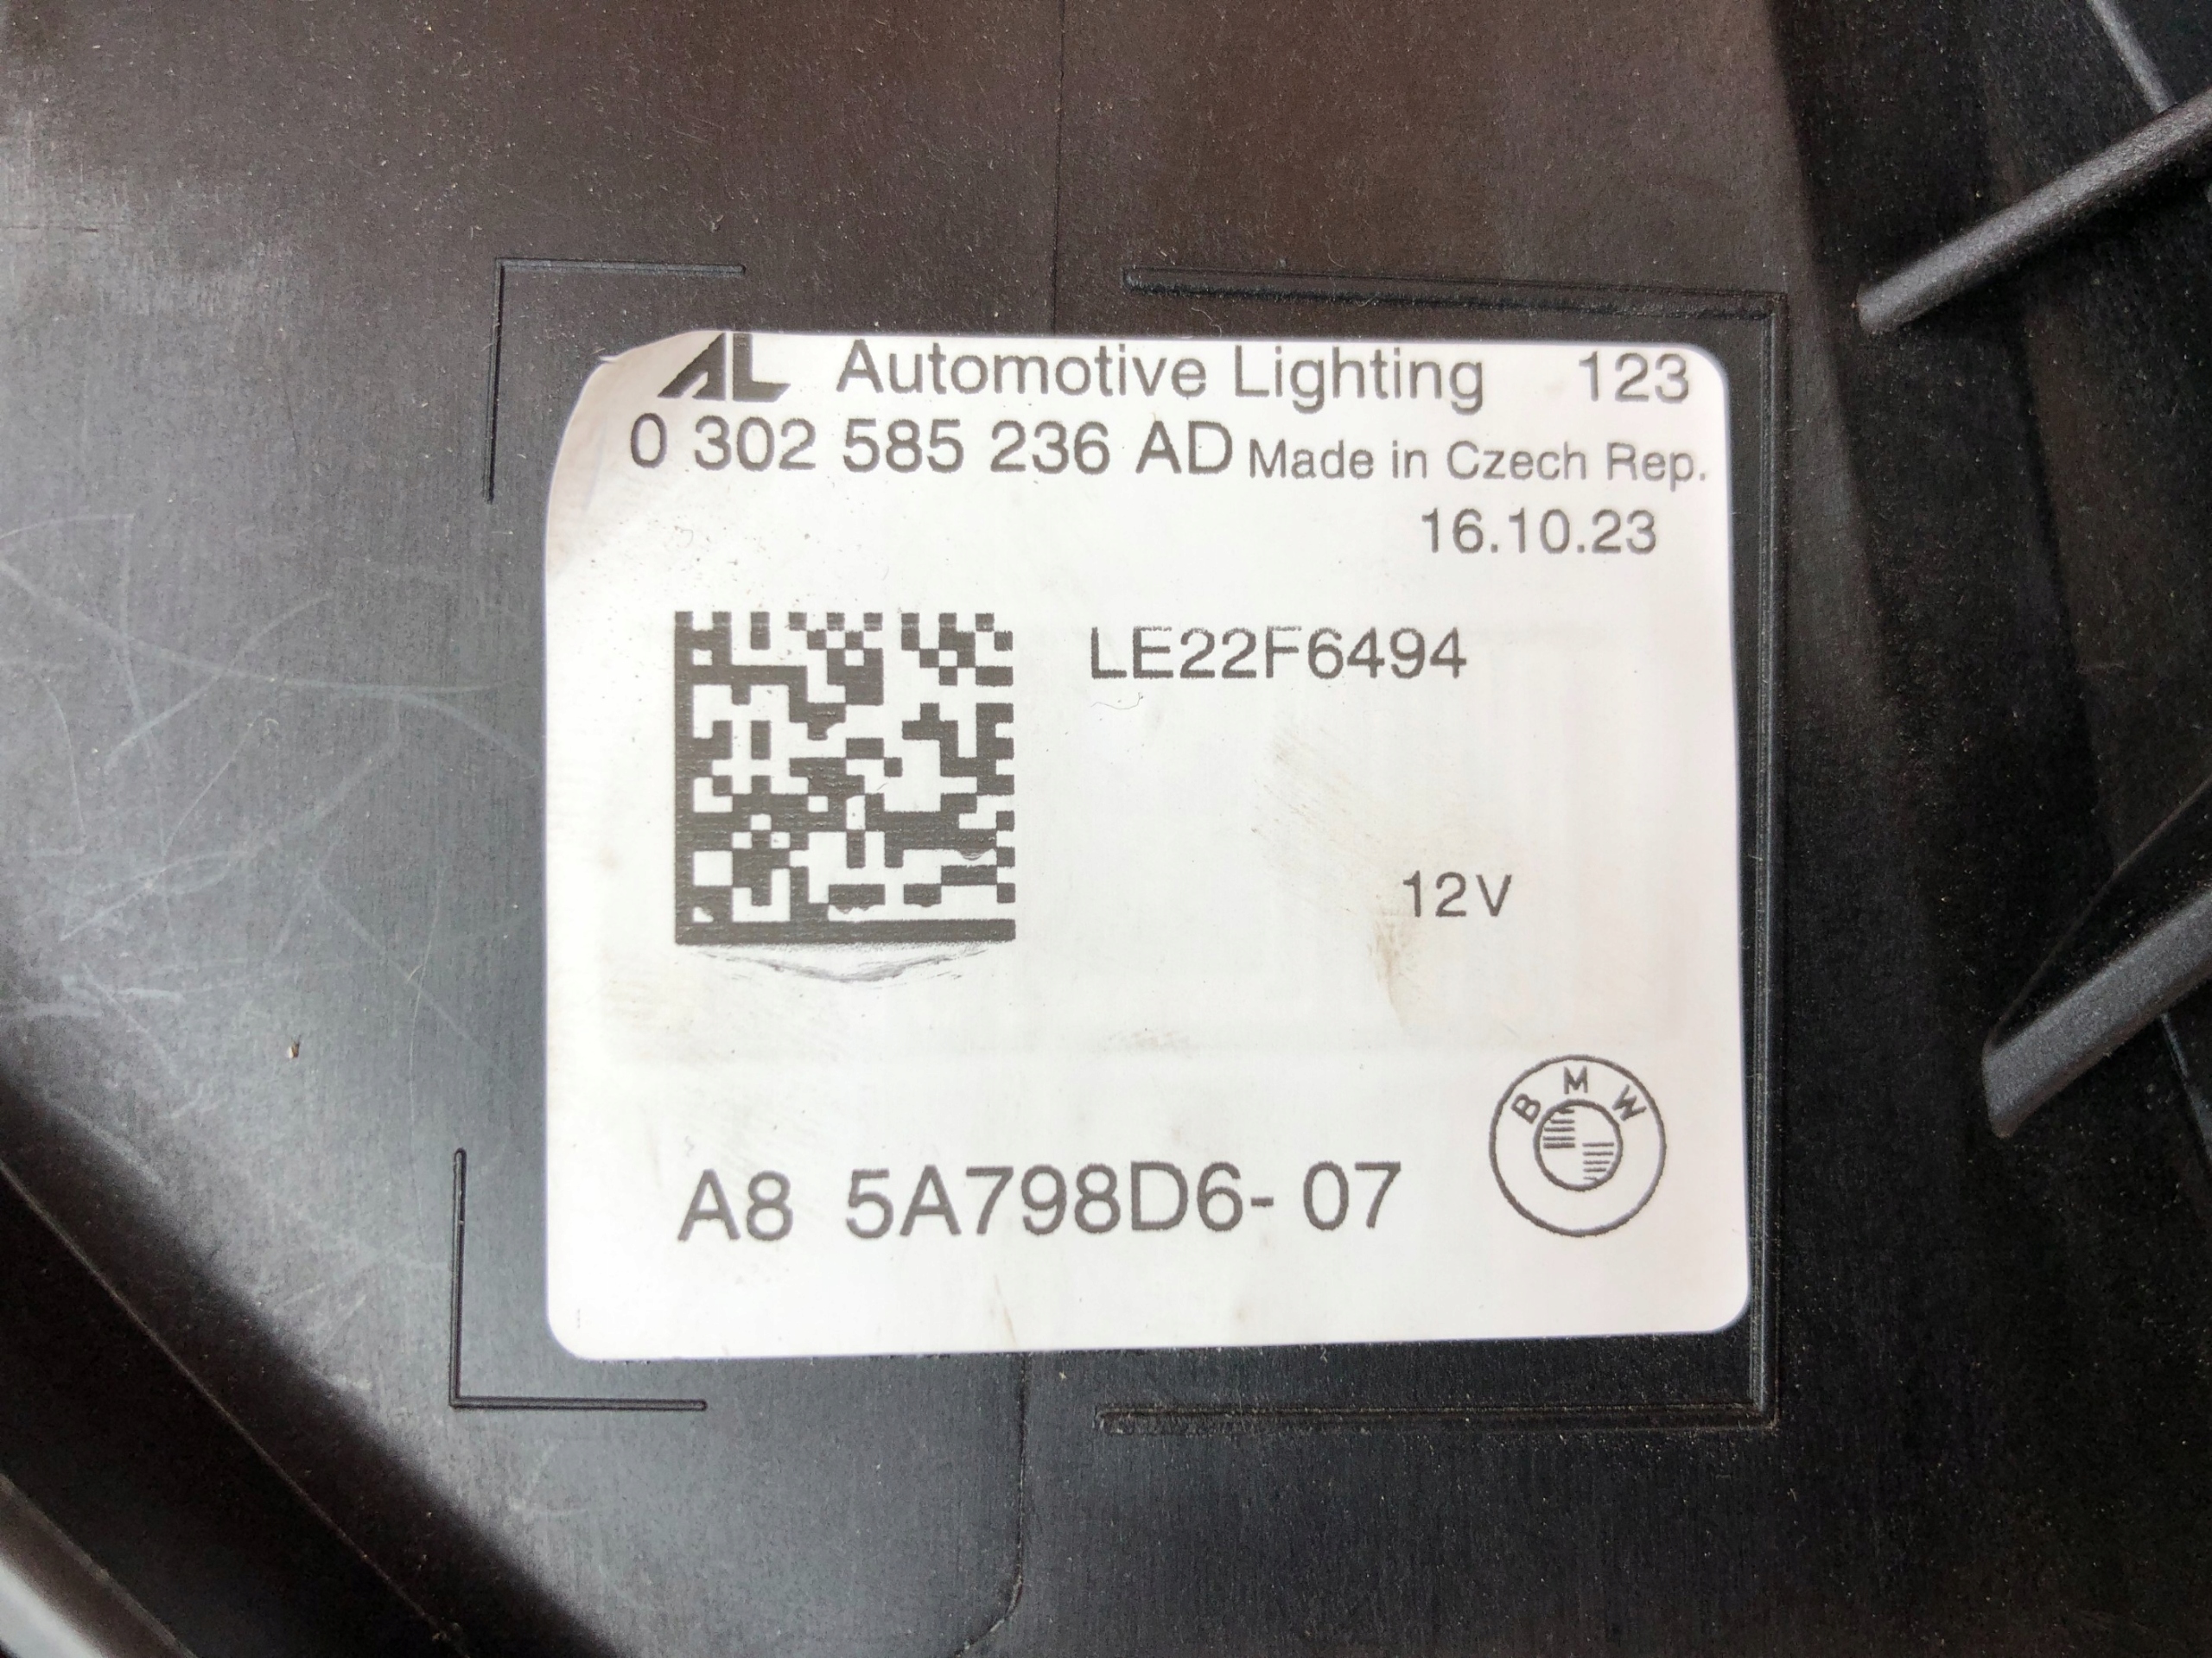 AL Automotive Lighting 123
0 302 585 236 AD Made in Czech Rep.
16.10.23
LE22F6494
12V
BMW
A8 5A798D6- 07